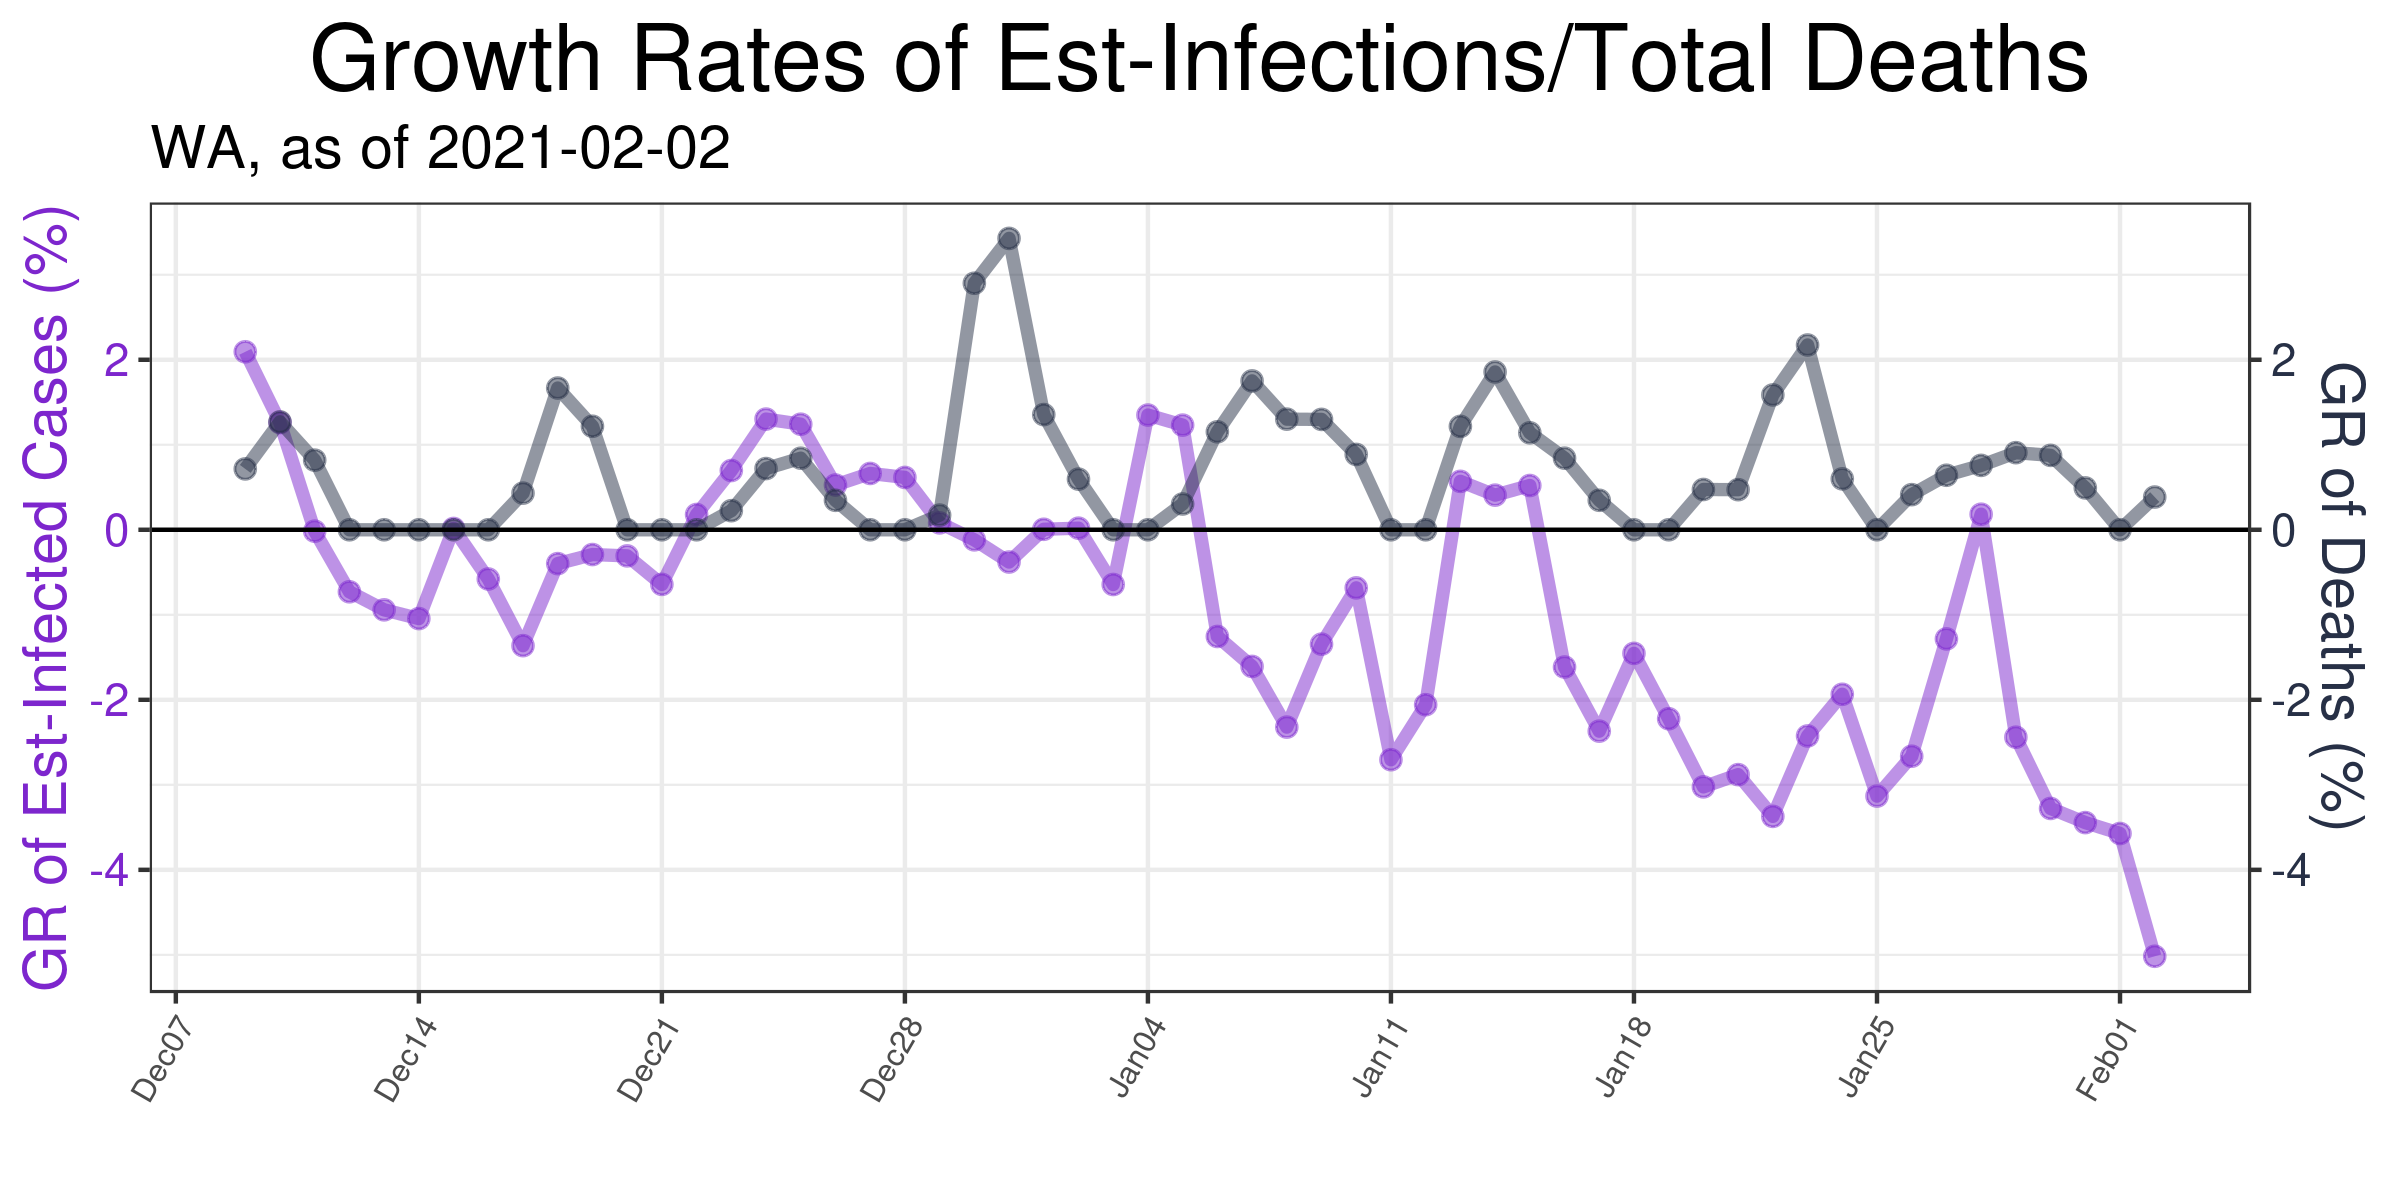 Growth Rates of Est-Infections/Total Deaths
WA, as of 2021-02-02
GR of Est-Infected Cases (%)
2
0
-2
-4
2
0
-2
-4
GR of Deaths (%)
Dec07
Dec14
Dec21
Dec28
Jan04
Jan11
Jan18
Jan25
Feb01